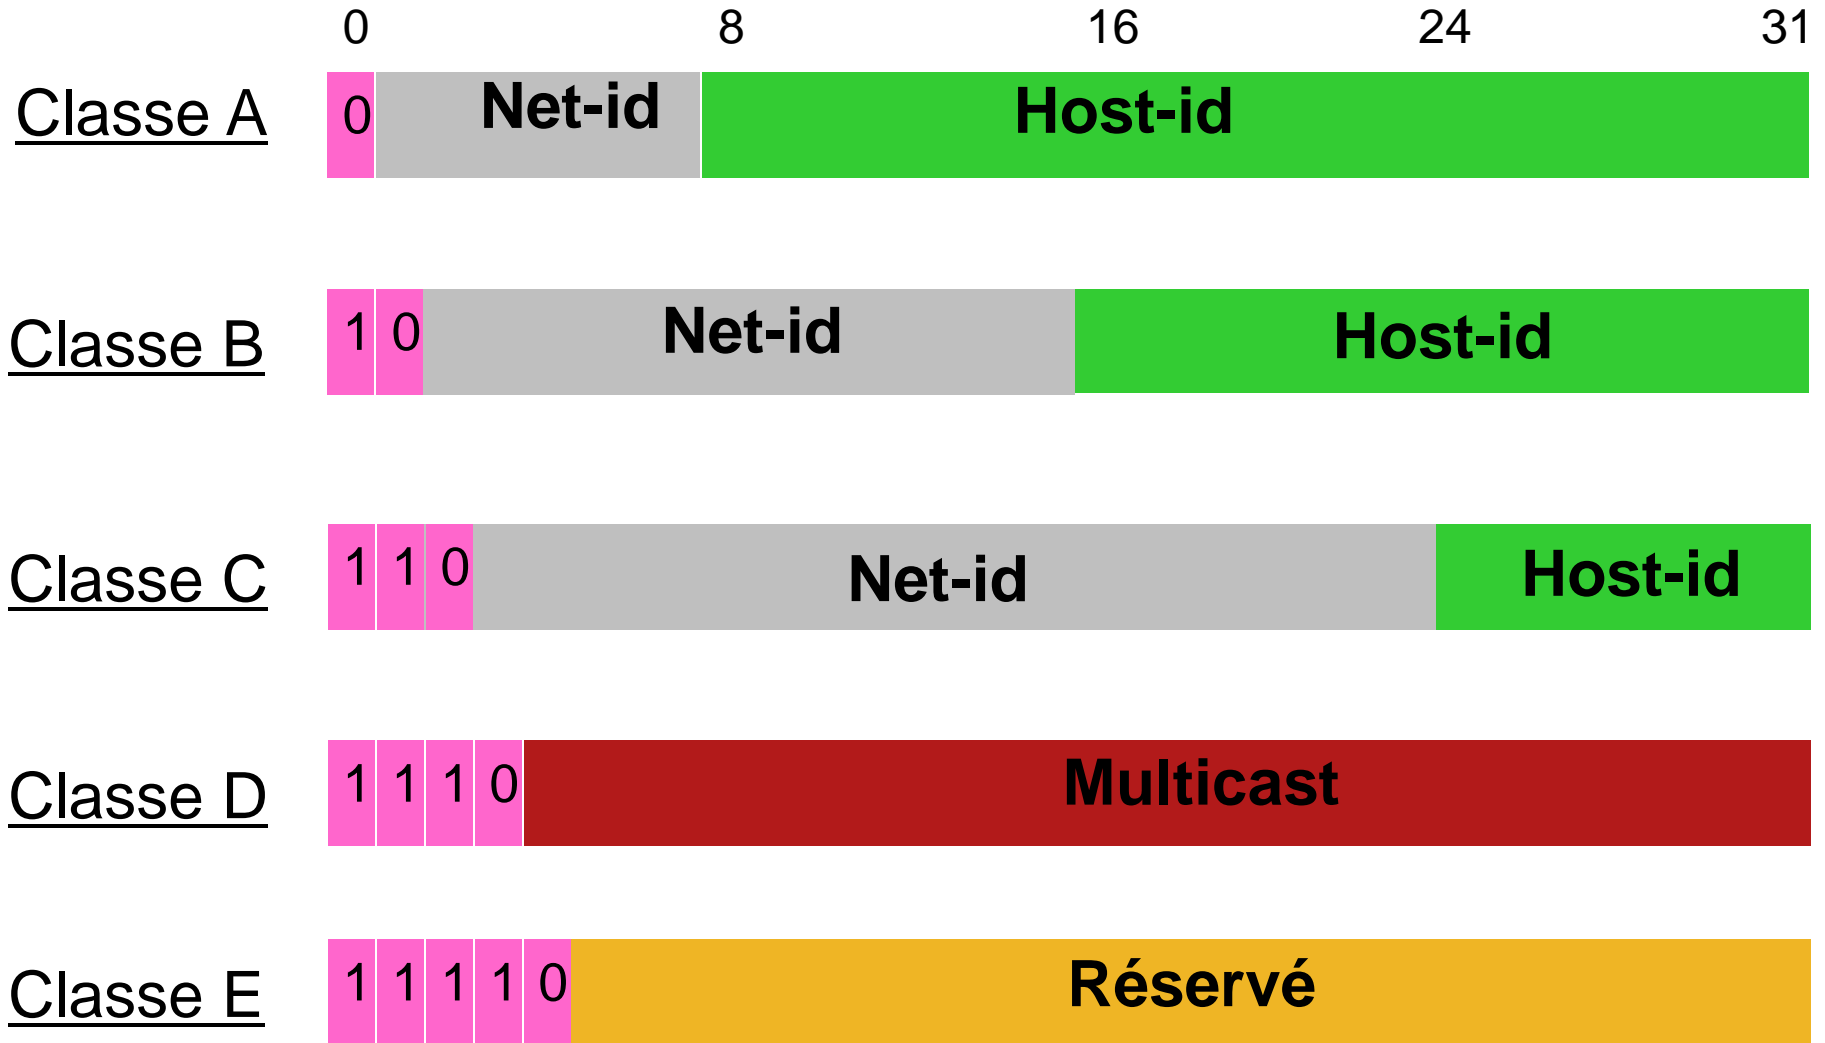 0 8 16 24 31
Classe A 0 Net-id Host-id
Classe B 1 0 Net-id Host-id
Classe C 1 1 0 Net-id Host-id
Classe D 1 1 1 0 Multicast
Classe E 1 1 1 1 0 Réservé